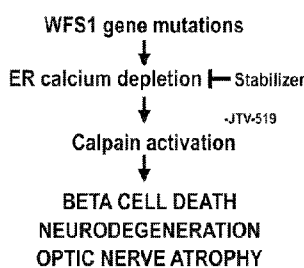 WFS1 gene mutations
ER calcium depletion Stabilizer
-JTV-519
Calpain activation
BETA CELL DEATH
NEURODEGENERATION
OPTIC NERVE ATROPHY